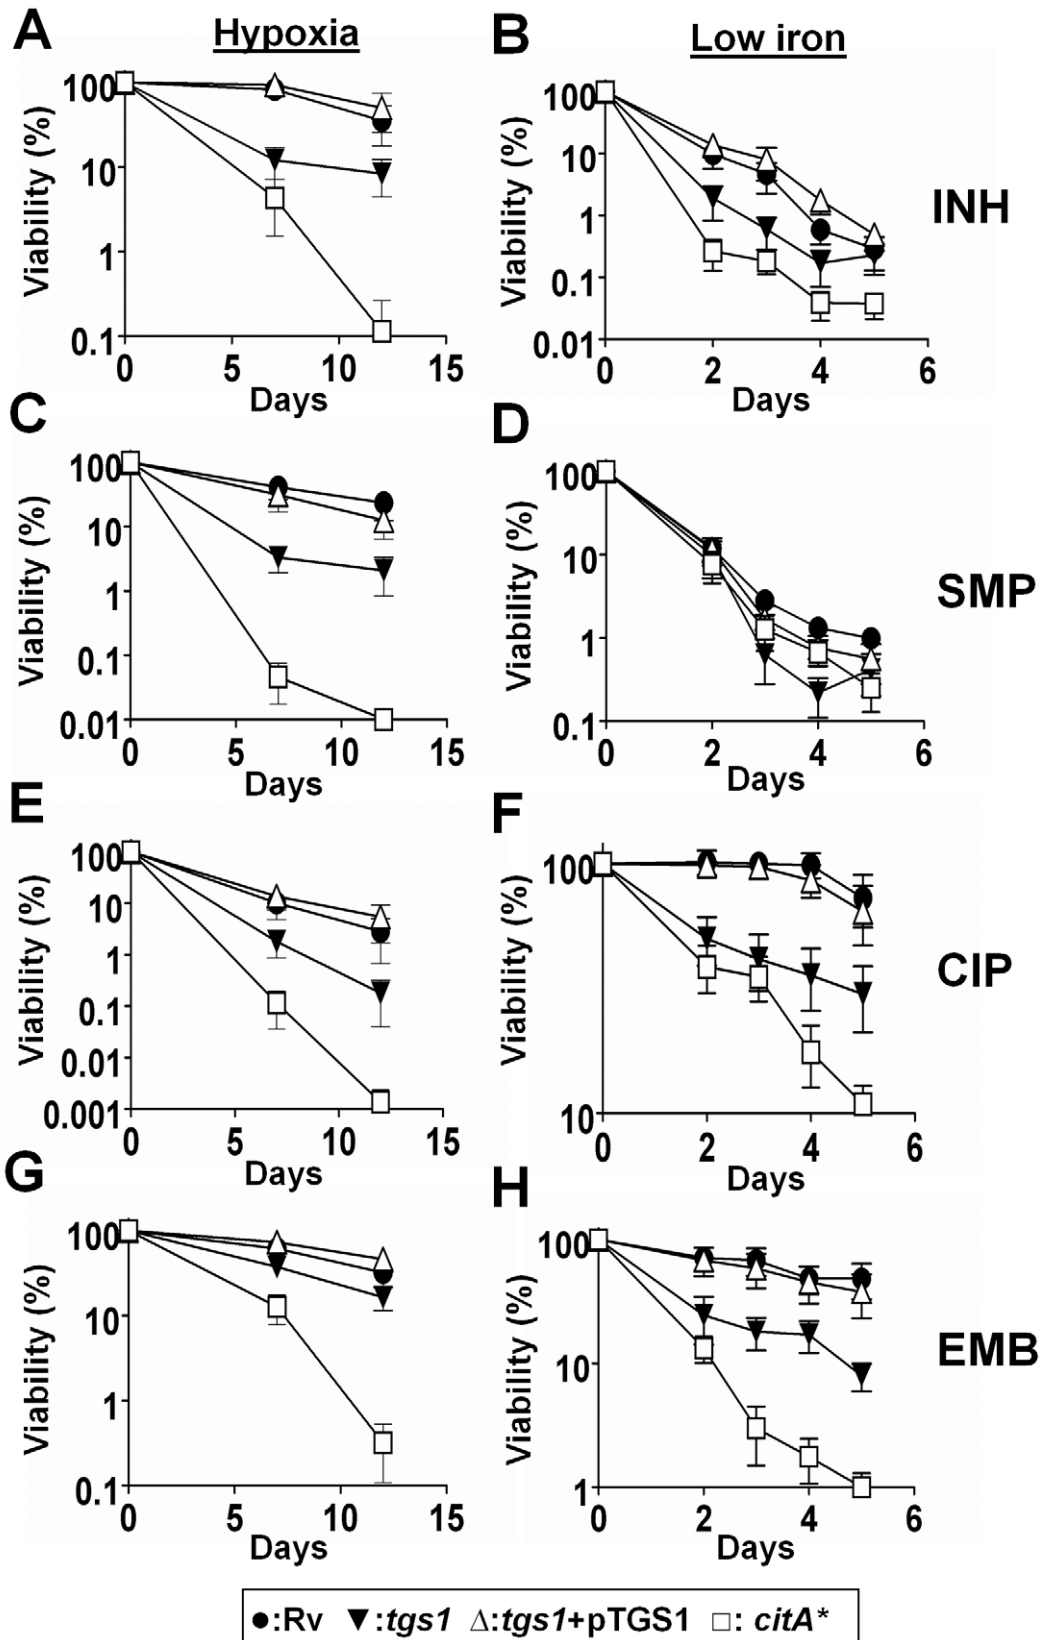 A Hypoxia B Low iron
Viability (%) 100 10 1 0.1
0 5 10 15
Days
Viability (%) 100 10 1 0.1 0.01
0 2 4 6
Days
INH
C D
Viability (%) 100 10 1 0.1 0.01
0 5 10 15
Days
Viability (%) 100 10 1 0.1
0 2 4 6
Days
SMP
E F
Viability (%) 100 10 1 0.1 0.01 0.001
0 5 10 15
Days
Viability (%) 100 10
0 2 4 6
Days
CIP
G H
Viability (%) 100 10 1 0.1
0 5 10 15
Days
Viability (%) 100 10 1
0 2 4 6
Days
EMB
●:Rv ▼:tgs1 △:tgs1+pTGS1 □: citA*